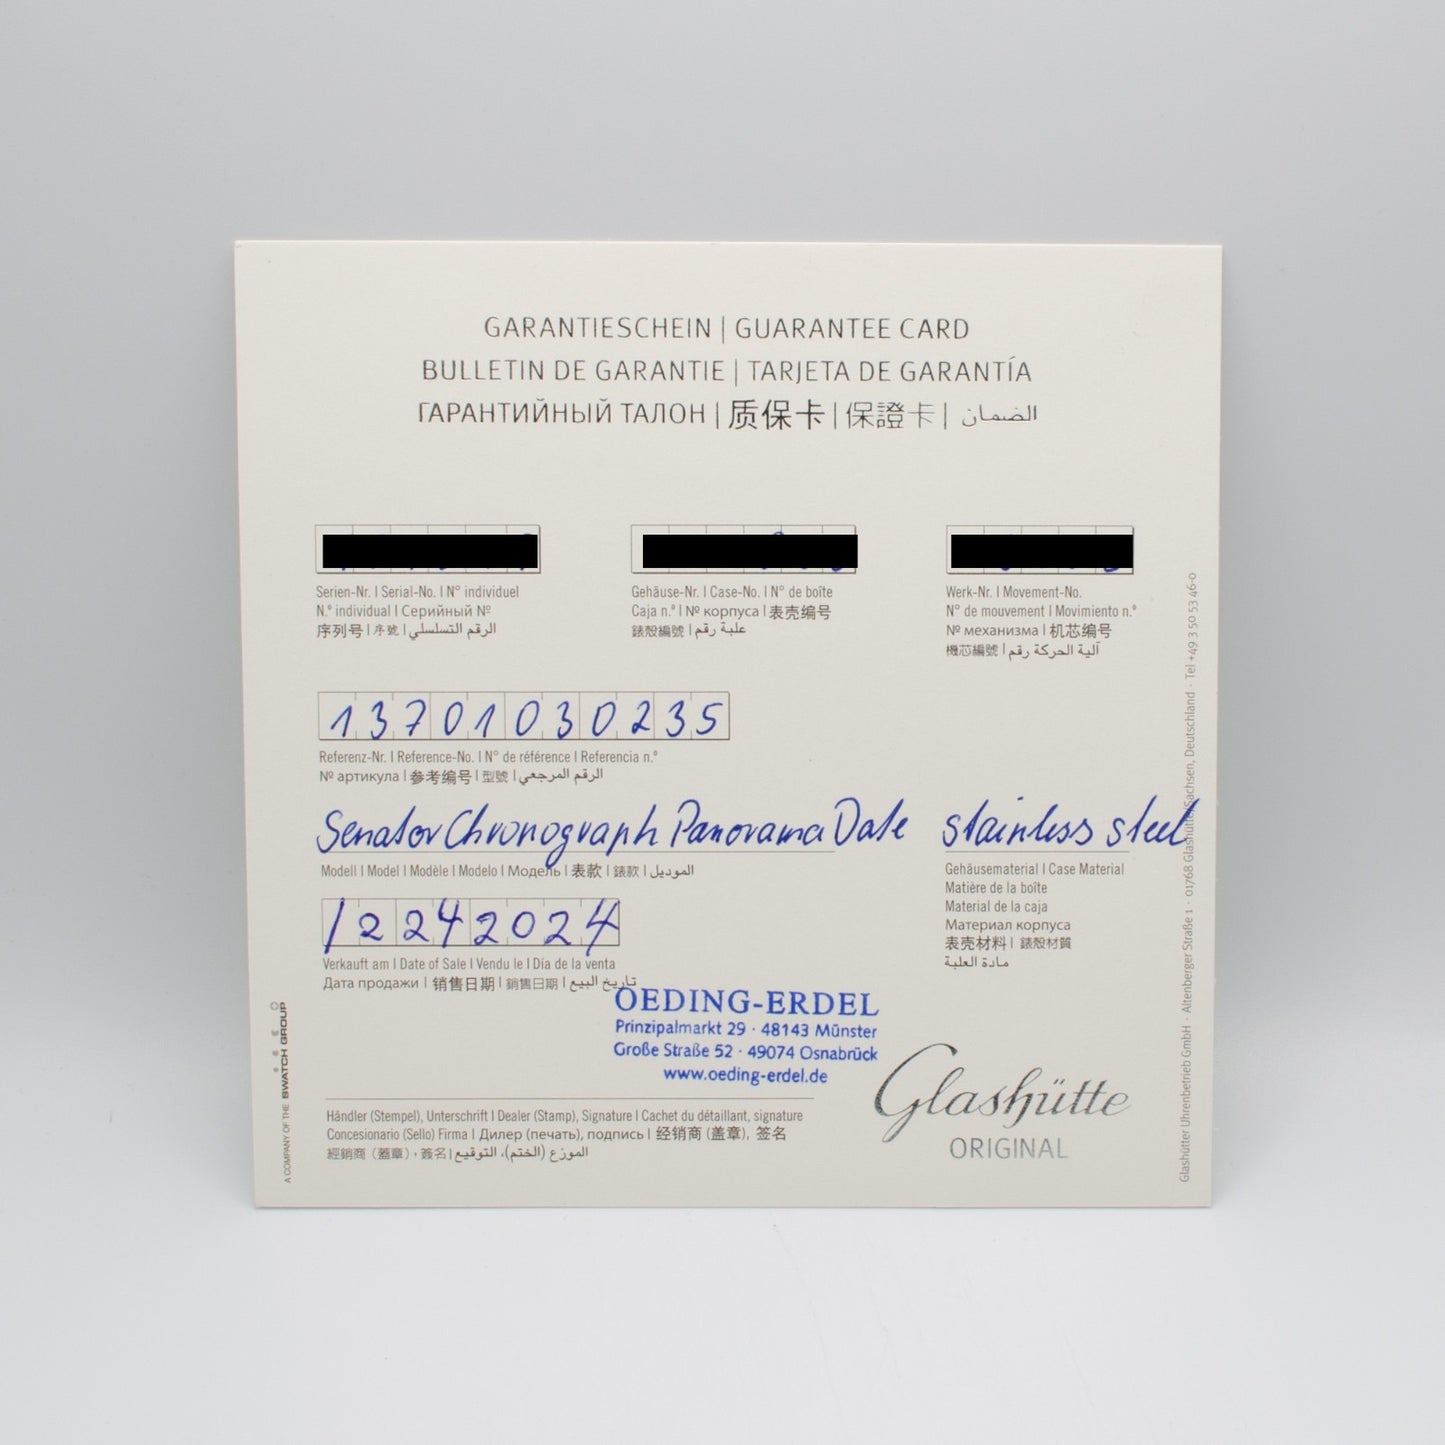 GARANTIESCHEIN | GUARANTEE CARD
BULLETIN DE GARANTIE | TARJETA DE GARANTÍA
ГАРАНТИЙНЫЙ ТАЛОН | 质保卡 | 保證卡 | الضمان
Serien-Nr. | Serial-No. | N° individuel
N.° individual | Серийный №
序列号 | 序號 | الرقم التسلسلي
Gehäuse-Nr. | Case-No. | N° de boîte
Caja n.° | № корпуса | 表壳编号
錶殼編號 | علبة رقم
Werk-Nr. | Movement-No.
N° de mouvement | Movimiento n.°
№ механизма | 机芯编号
機芯編號 | آلية الحركة رقم
13701030235
Referenz-Nr. | Reference-No. | N° de référence | Referencia n.°
№ артикула | 参考编号 | 型號 | الرقم المرجعي
Senator Chronograph Panorama Date
Modell | Model | Modèle | Modelo | Модель | 表款 | 錶款 | الموديل
stainless steel
Gehäusematerial | Case Material
Matière de la boîte
Material de la caja
Материал корпуса
表壳材料 | 錶殼材質
مادة العلبة
12242024
Verkauft am | Date of Sale | Vendu le | Día de la venta
Дата продажи | 销售日期 | 銷售日期 | تاريخ البيع
OEDING-ERDEL
Prinzipalmarkt 29 · 48143 Münster
Große Straße 52 · 49074 Osnabrück
www.oeding-erdel.de
Händler (Stempel), Unterschrift | Dealer (Stamp), Signature | Cachet du détaillant, signature
Concesionario (Sello) Firma | Дилер (печать), подпись | 经销商 (盖章), 签名
經銷商（蓋章），簽名 | الموزع (الختم)، التوقيع
Glashütte
ORIGINAL
A COMPANY OF THE SWATCH GROUP
Glashütter Uhrenbetrieb GmbH · Altenberger Straße 1 · 01768 Glashütte/Sachsen, Deutschland · Tel +49 3 50 53 46-0